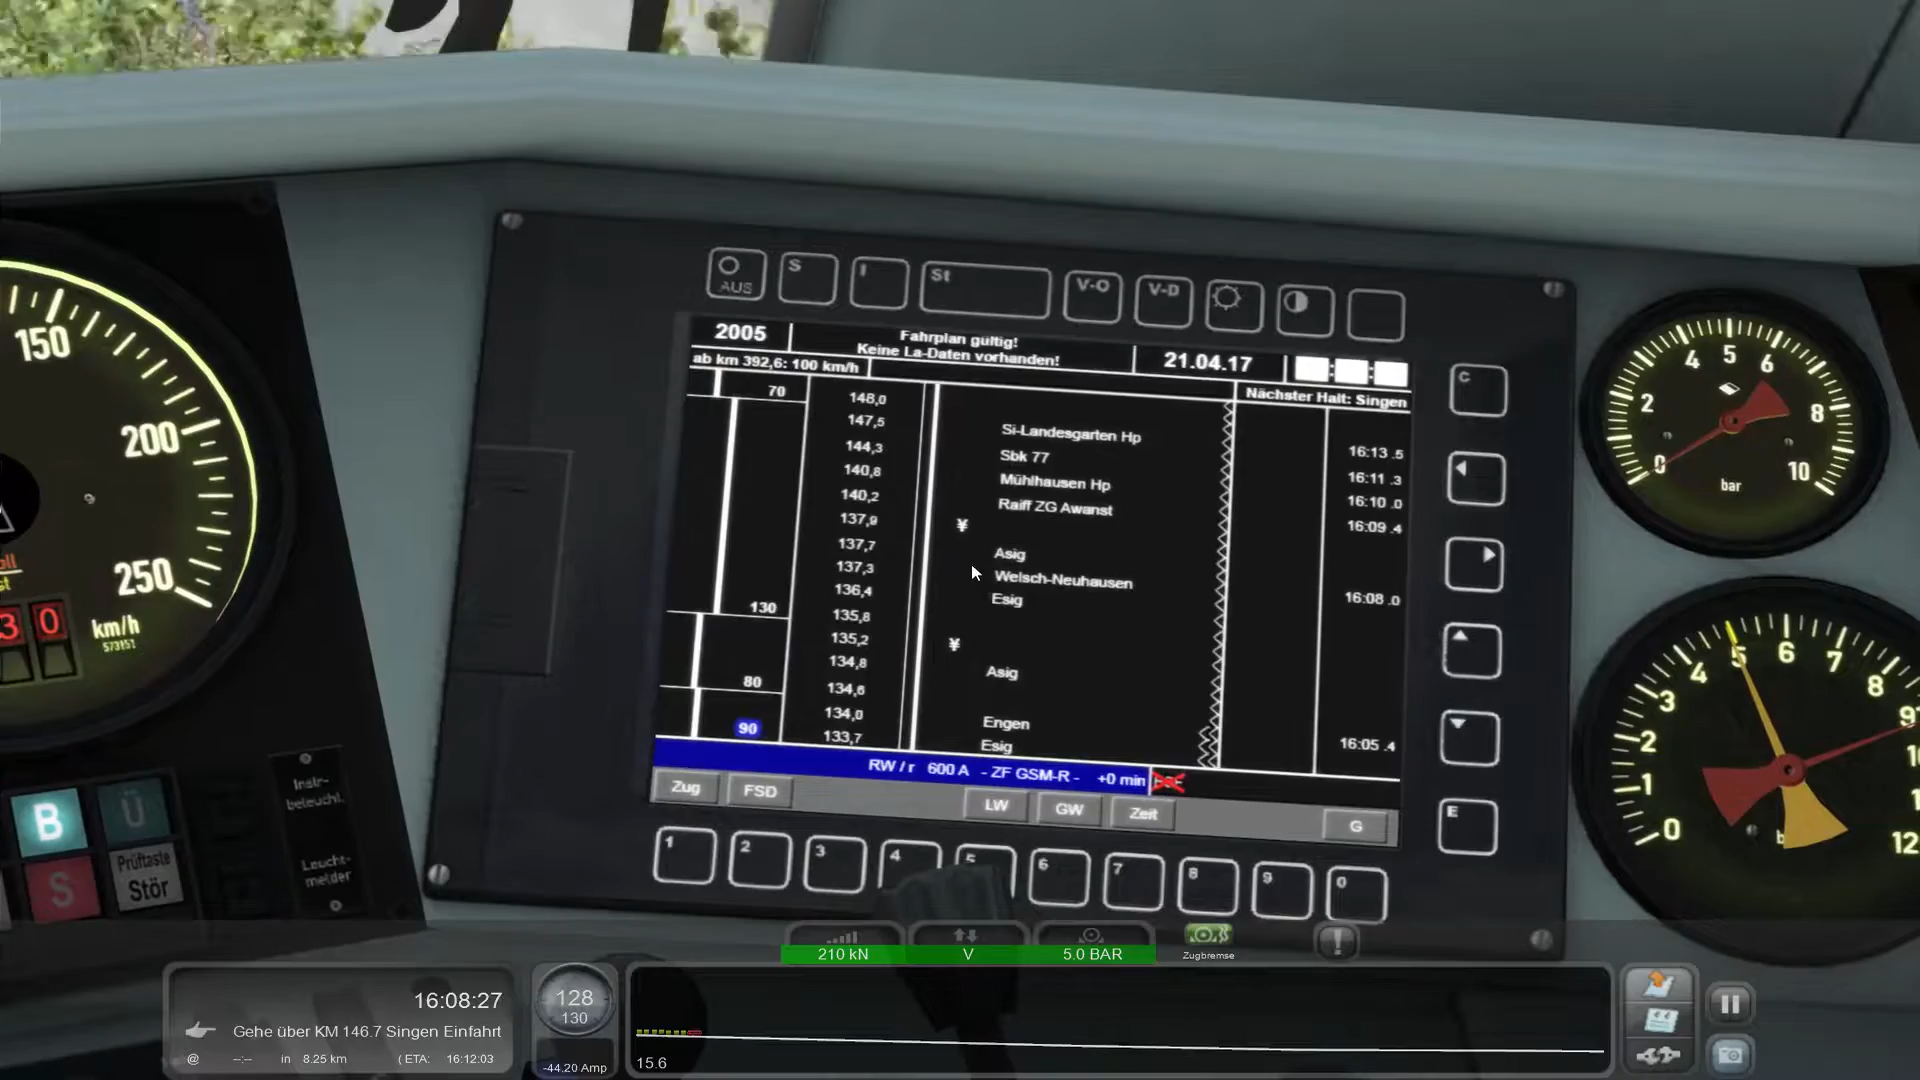 AUS
S
I
St
V-O
V-D
2005
Fahrplan gültig!
Keine La-Daten vorhanden!
21.04.17
ab km 392,6: 100 km/h
Nächster Halt: Singen
70
148,0
147,5
Si-Landesgarten Hp
16:13 .5
144,3
Sbk 77
16:11 .3
140,8
Mühlhausen Hp
16:10 .0
140,2
Raiff ZG Awanst
16:09 .4
137,9
¥
137,7
Asig
137,3
Welsch-Neuhausen
16:08 .0
136,4
Esig
130
135,8
135,2
¥
134,8
Asig
80
134,6
134,0
Engen
90
133,7
Esig
16:05 .4
RW / r 600 A - ZF GSM-R - +0 min
Zug
FSD
LW
GW
Zeit
G
C
E
1
2
3
4
5
6
7
8
9
0
150
200
250
km/h
573151
3 0
B
Ü
S
Prüftaste
Stör
Instr-
beleuchl.
Leucht-
melder
0
2
4
5
6
8
10
bar
0
1
2
3
4
5
6
7
8
9
12
210 kN
V
5.0 BAR
Zugbremse
16:08:27
Gehe über KM 146.7 Singen Einfahrt
@ --:-- in 8.25 km ( ETA: 16:12:03
128
130
-44.20 Amp
15.6